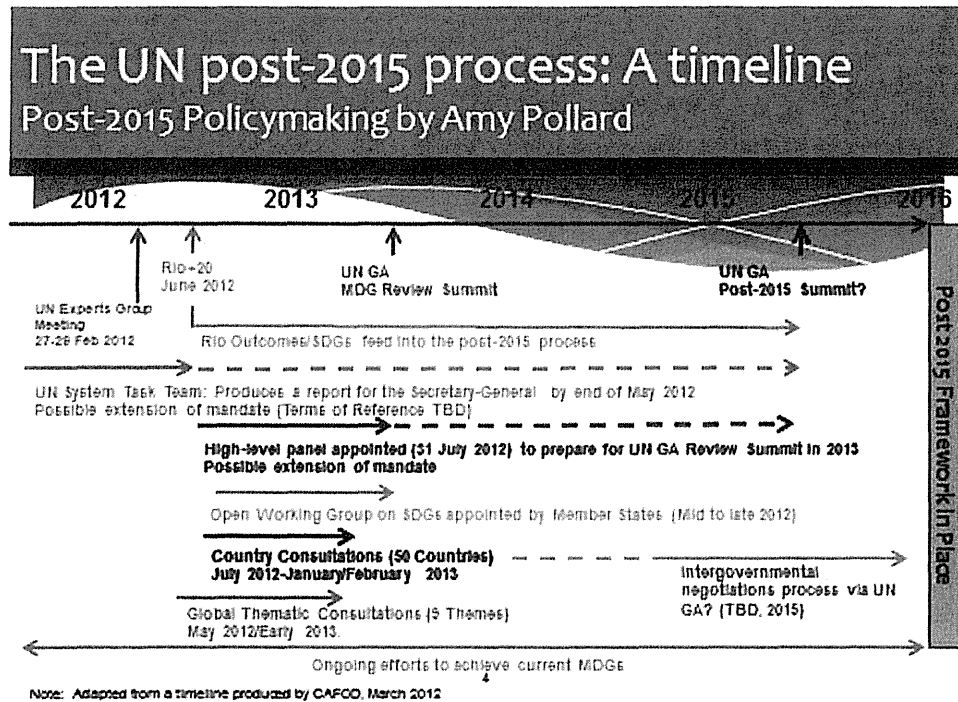 The UN post-2015 process: A timeline
Post-2015 Policymaking by Amy Pollard
2012 2013 2014 2015 2016
Rio+20
June 2012
UN GA
MDG Review Summit
UN GA
Post-2015 Summit?
UN Experts Group
Meeting
27-29 Feb 2012
Rio Outcomes/SDGs feed into the post-2015 process
UN System Task Team: Produces a report for the Secretary-General by end of May 2012
Possible extension of mandate (Terms of Reference TBD)
High-level panel appointed (31 July 2012) to prepare for UN GA Review Summit in 2013
Possible extension of mandate
Open Working Group on SDGs appointed by Member States (Mid to late 2012)
Country Consultations (50 Countries)
July 2012-January/February 2013
Intergovernmental
negotiations process via UN
GA? (TBD, 2015)
Global Thematic Consultations (9 Themes)
May 2012/Early 2013.
Ongoing efforts to achieve current MDGs
4
Post 2015 Framework in Place
Note: Adapted from a timeline produced by CAFOD, March 2012